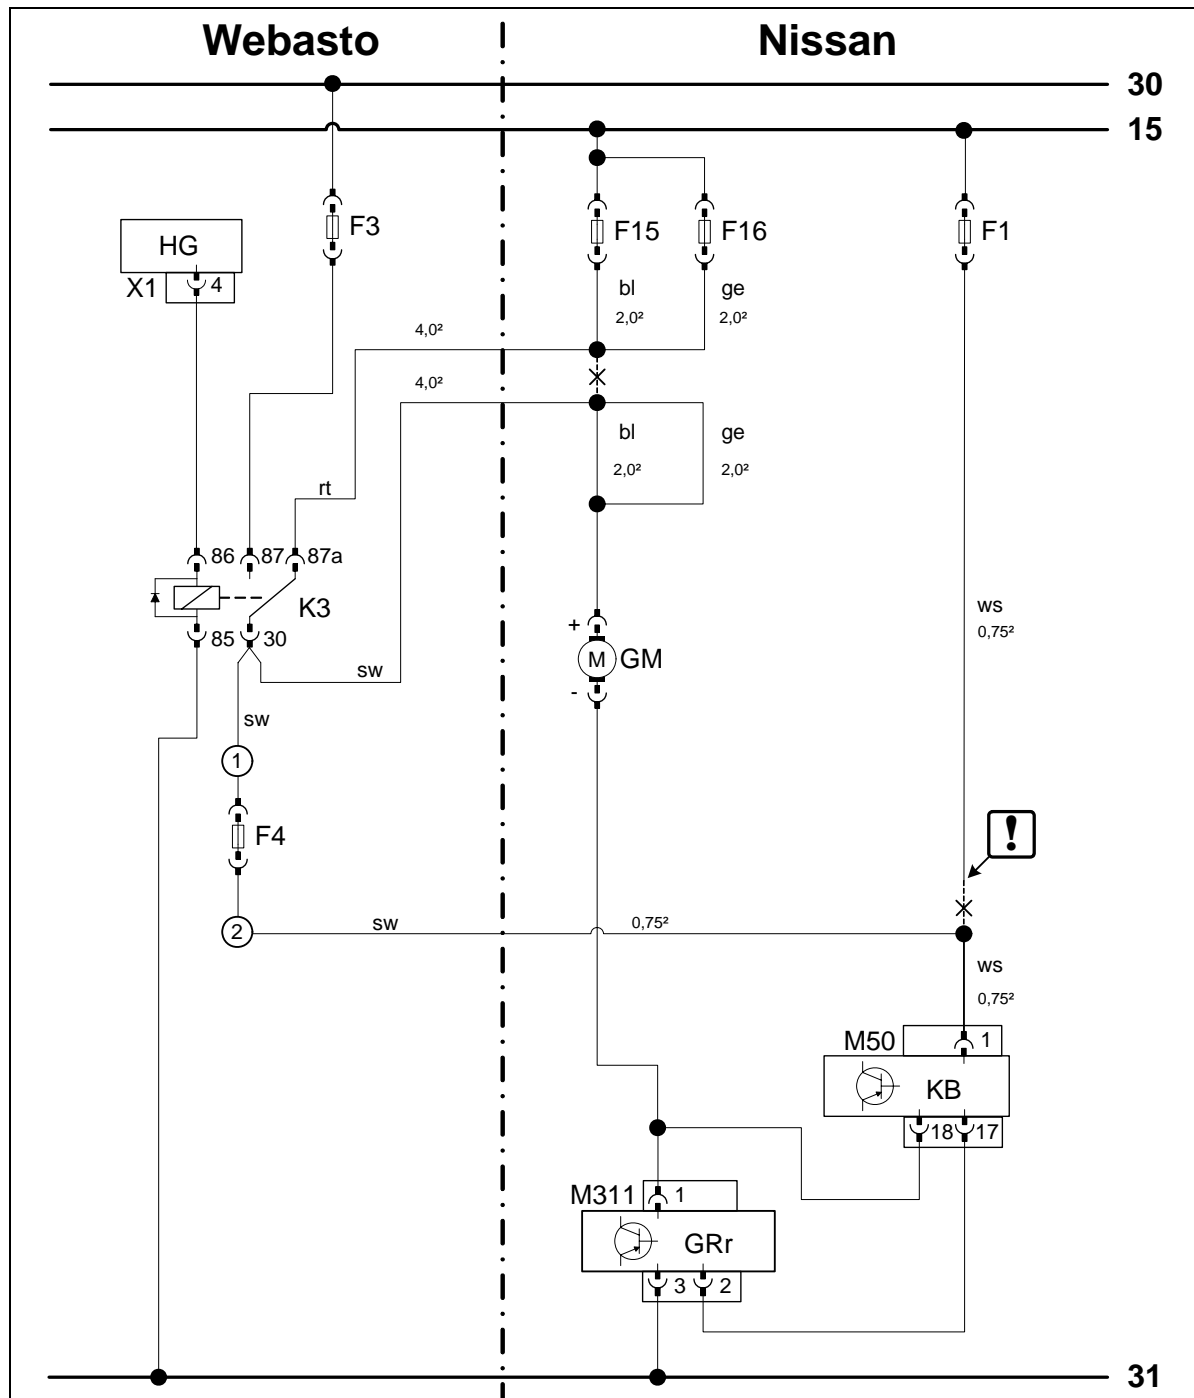 Webasto Nissan
30
15
F3 F15 F16 F1
HG
X1 4
bl ge
2,0² 2,0²
4,0²
4,0²
bl ge
2,0² 2,0²
rt
86 87 87a
K3
85 30
ws
0,75²
+
M GM
-
sw
sw
1
F4
!
2 sw 0,75²
ws
0,75²
M50 1
KB
18 17
M311 1
GRr
3 2
31